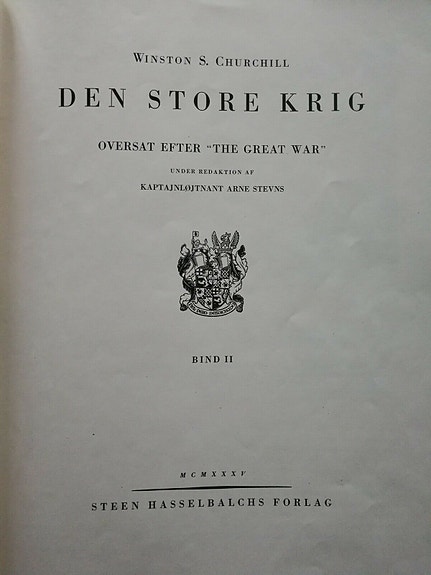 WINSTON S. CHURCHILL
DEN STORE KRIG
OVERSAT EFTER "THE GREAT WAR"
UNDER REDAKTION AF
KAPTAJNLØJTNANT ARNE STEVNS
BIND II
MCMXXXV
STEEN HASSELBALCHS FORLAG